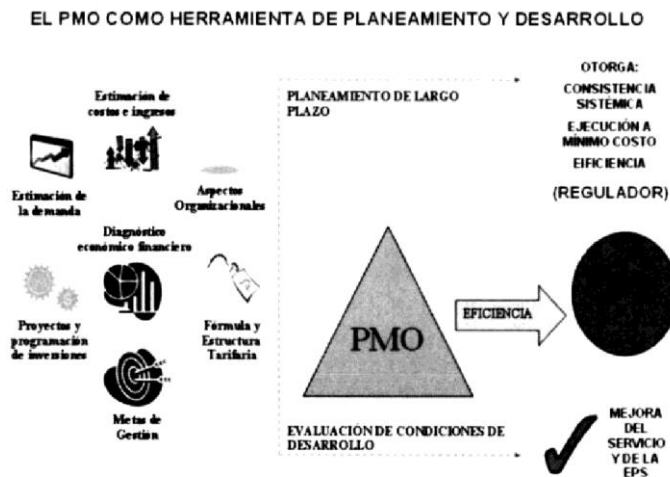 EL PMO COMO HERRAMIENTA DE PLANEAMIENTO Y DESARROLLO
Estimación de
costos e ingresos
Estimación de
la demanda
Aspectos
Organizacionales
Diagnóstico
económico financiero
Proyectos y
programación
de inversiones
Fórmula y
Estructura
Tarifaria
Metas de
Gestión
PLANEAMIENTO DE LARGO
PLAZO
PMO
EFICIENCIA
EVALUACIÓN DE CONDICIONES DE
DESARROLLO
OTORGA:
CONSISTENCIA
SISTÉMICA
EJECUCIÓN A
MÍNIMO COSTO
EIFICIENCIA
(REGULADOR)
MEJORA
DEL
SERVICIO
Y DE LA
EPS